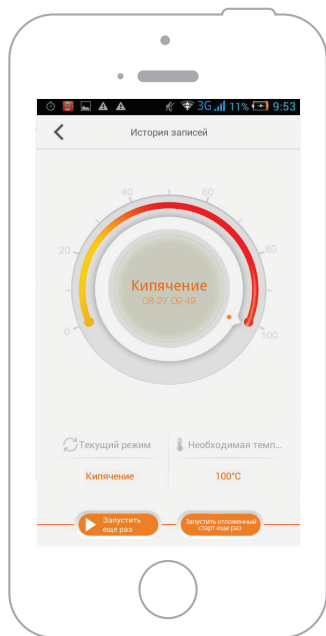 3G 11% 9:53
История записей
40 60
20 80
Кипячение
08-27 09:49
0 100
Текущий режим Необходимая темп...
Кипячение 100°C
Запустить
еще раз
Запустить отложенный
старт еще раз